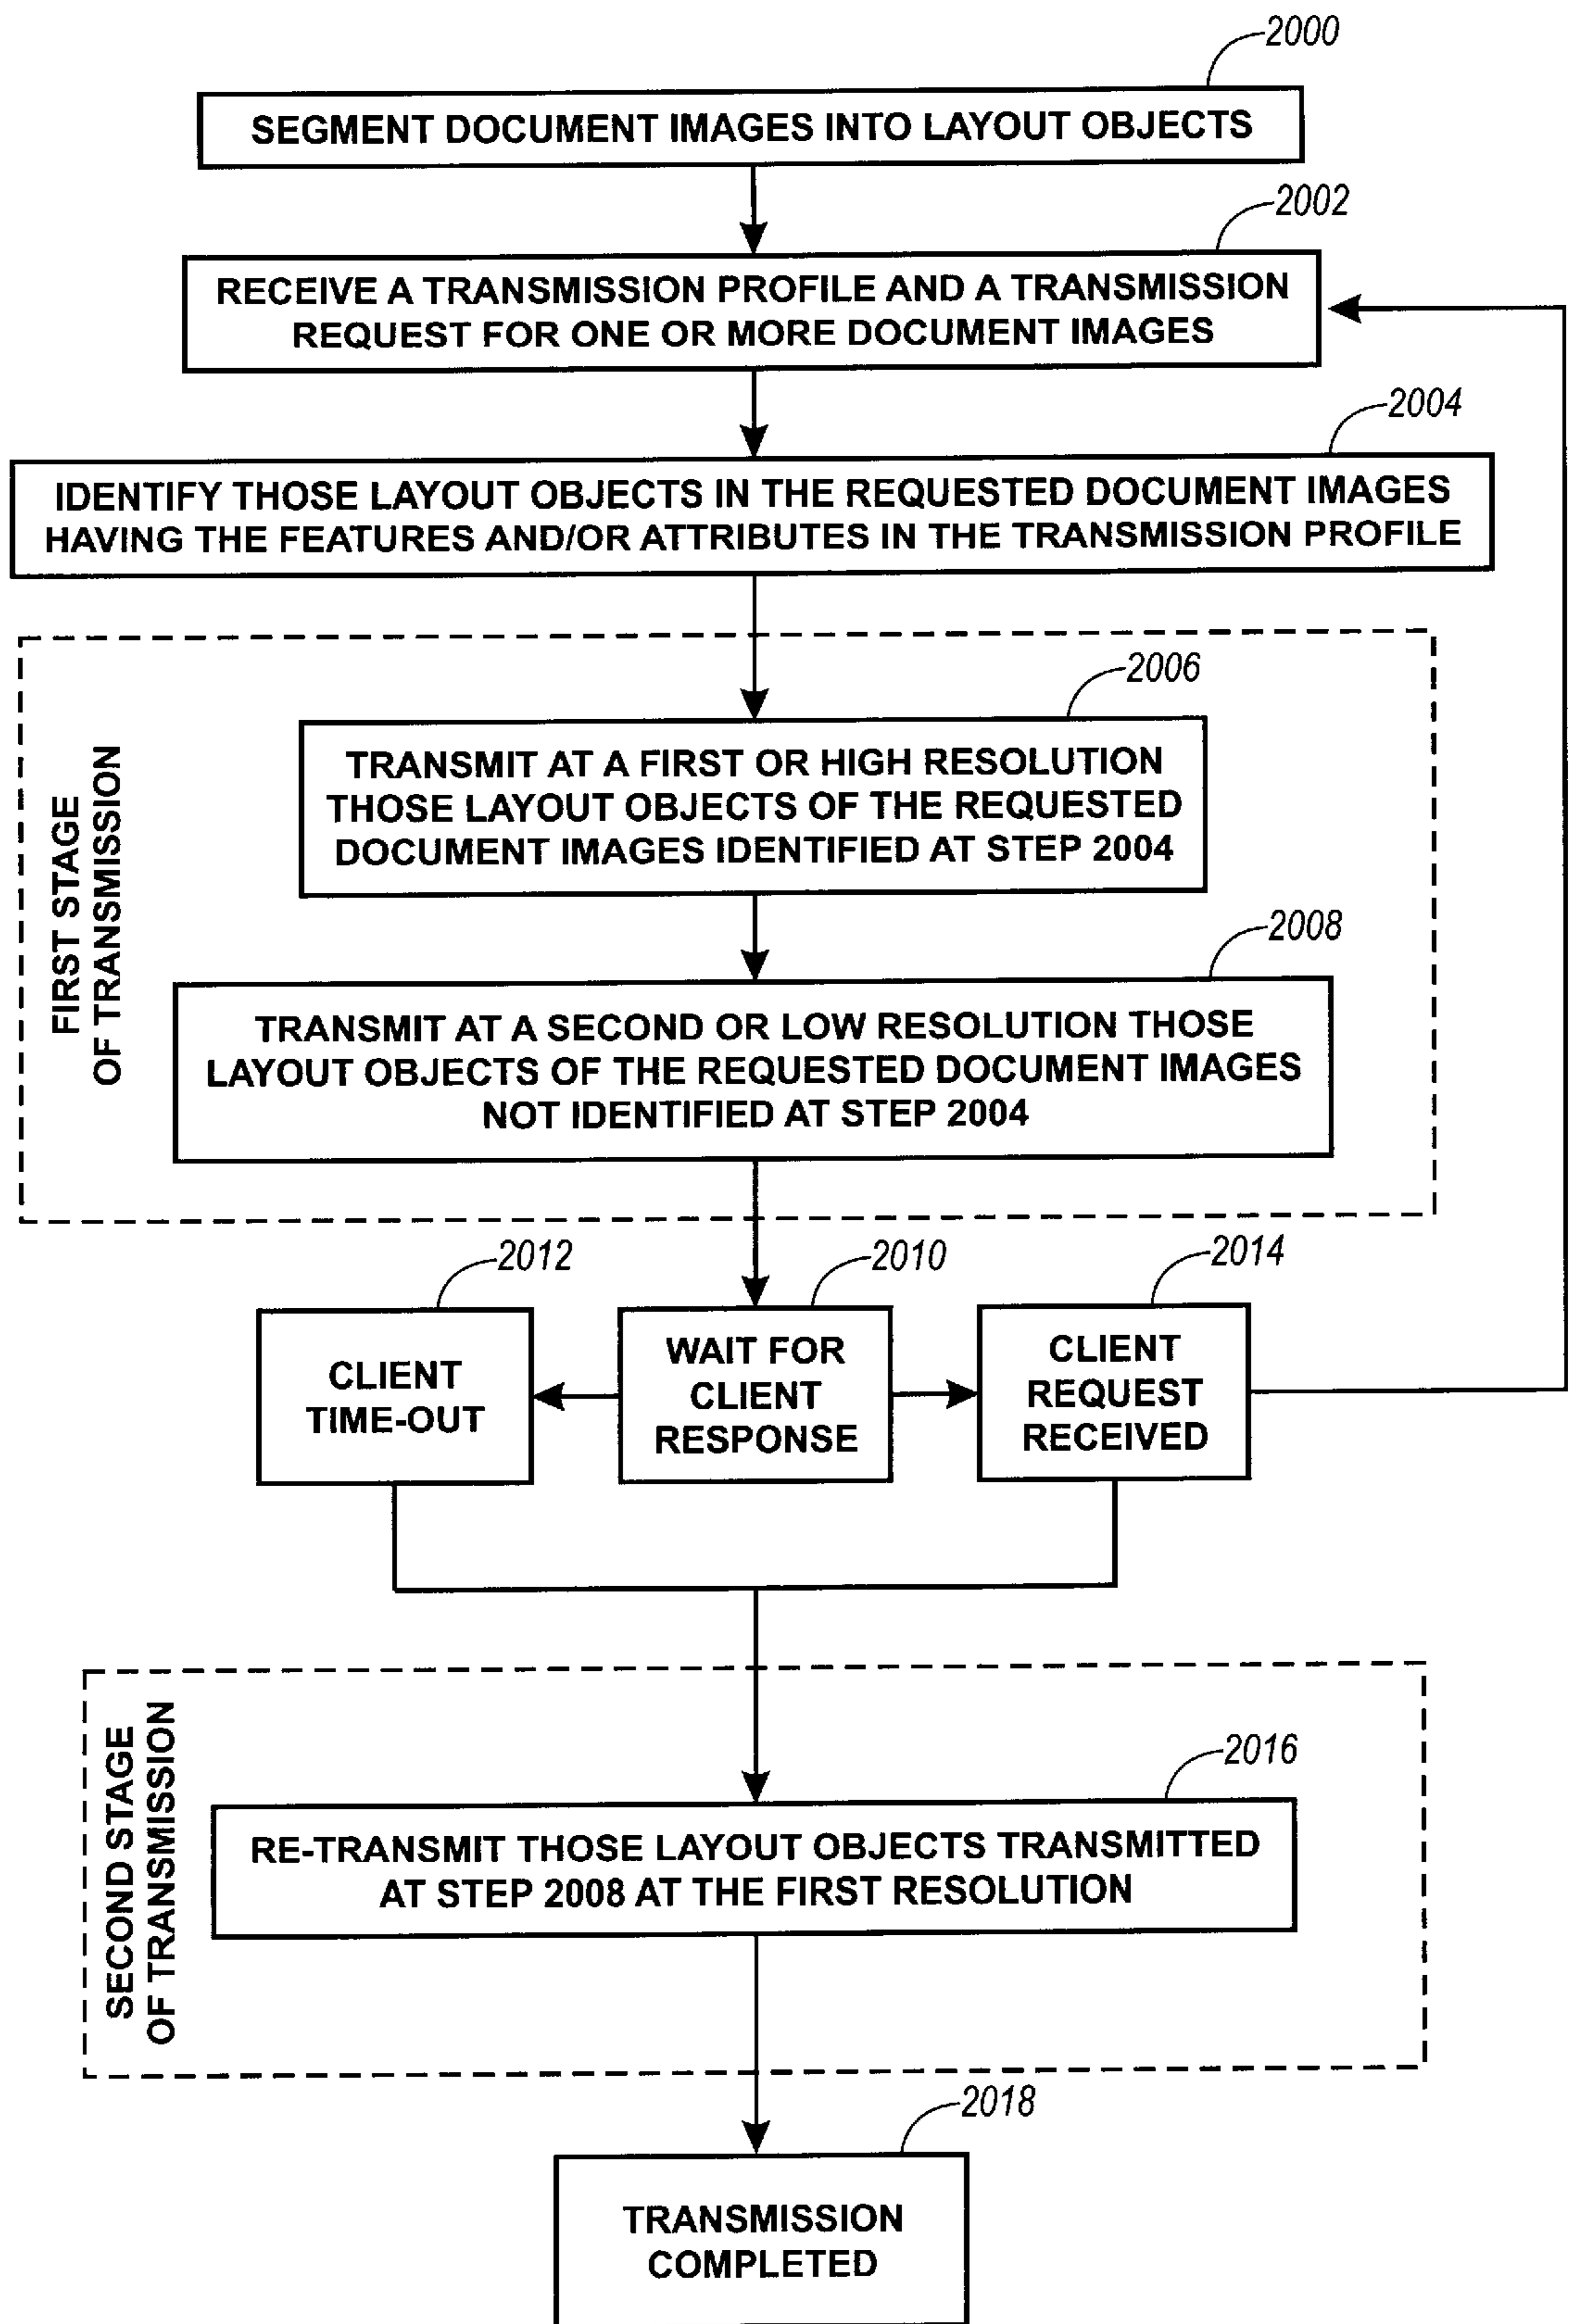 2000
SEGMENT DOCUMENT IMAGES INTO LAYOUT OBJECTS
2002
RECEIVE A TRANSMISSION PROFILE AND A TRANSMISSION
REQUEST FOR ONE OR MORE DOCUMENT IMAGES
2004
IDENTIFY THOSE LAYOUT OBJECTS IN THE REQUESTED DOCUMENT IMAGES
HAVING THE FEATURES AND/OR ATTRIBUTES IN THE TRANSMISSION PROFILE
FIRST STAGE
OF TRANSMISSION
2006
TRANSMIT AT A FIRST OR HIGH RESOLUTION
THOSE LAYOUT OBJECTS OF THE REQUESTED
DOCUMENT IMAGES IDENTIFIED AT STEP 2004
2008
TRANSMIT AT A SECOND OR LOW RESOLUTION THOSE
LAYOUT OBJECTS OF THE REQUESTED DOCUMENT IMAGES
NOT IDENTIFIED AT STEP 2004
2012
CLIENT
TIME-OUT
2010
WAIT FOR
CLIENT
RESPONSE
2014
CLIENT
REQUEST
RECEIVED
SECOND STAGE
OF TRANSMISSION
2016
RE-TRANSMIT THOSE LAYOUT OBJECTS TRANSMITTED
AT STEP 2008 AT THE FIRST RESOLUTION
2018
TRANSMISSION
COMPLETED